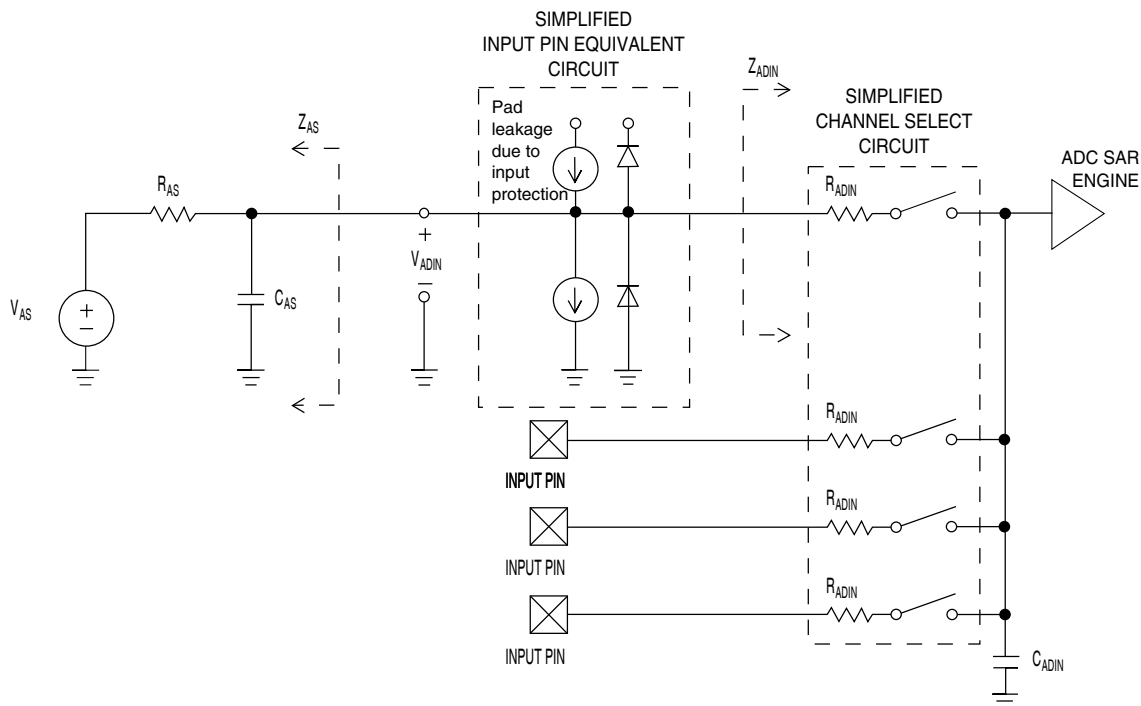 SIMPLIFIED
INPUT PIN EQUIVALENT
CIRCUIT
Pad
leakage
due to
input
protection
Z_ADIN
SIMPLIFIED
CHANNEL SELECT
CIRCUIT
ADC SAR
ENGINE
Z_AS
R_AS
R_ADIN
+
V_ADIN
–
V_AS
+
–
C_AS
R_ADIN
INPUT PIN
R_ADIN
INPUT PIN
R_ADIN
INPUT PIN
C_ADIN